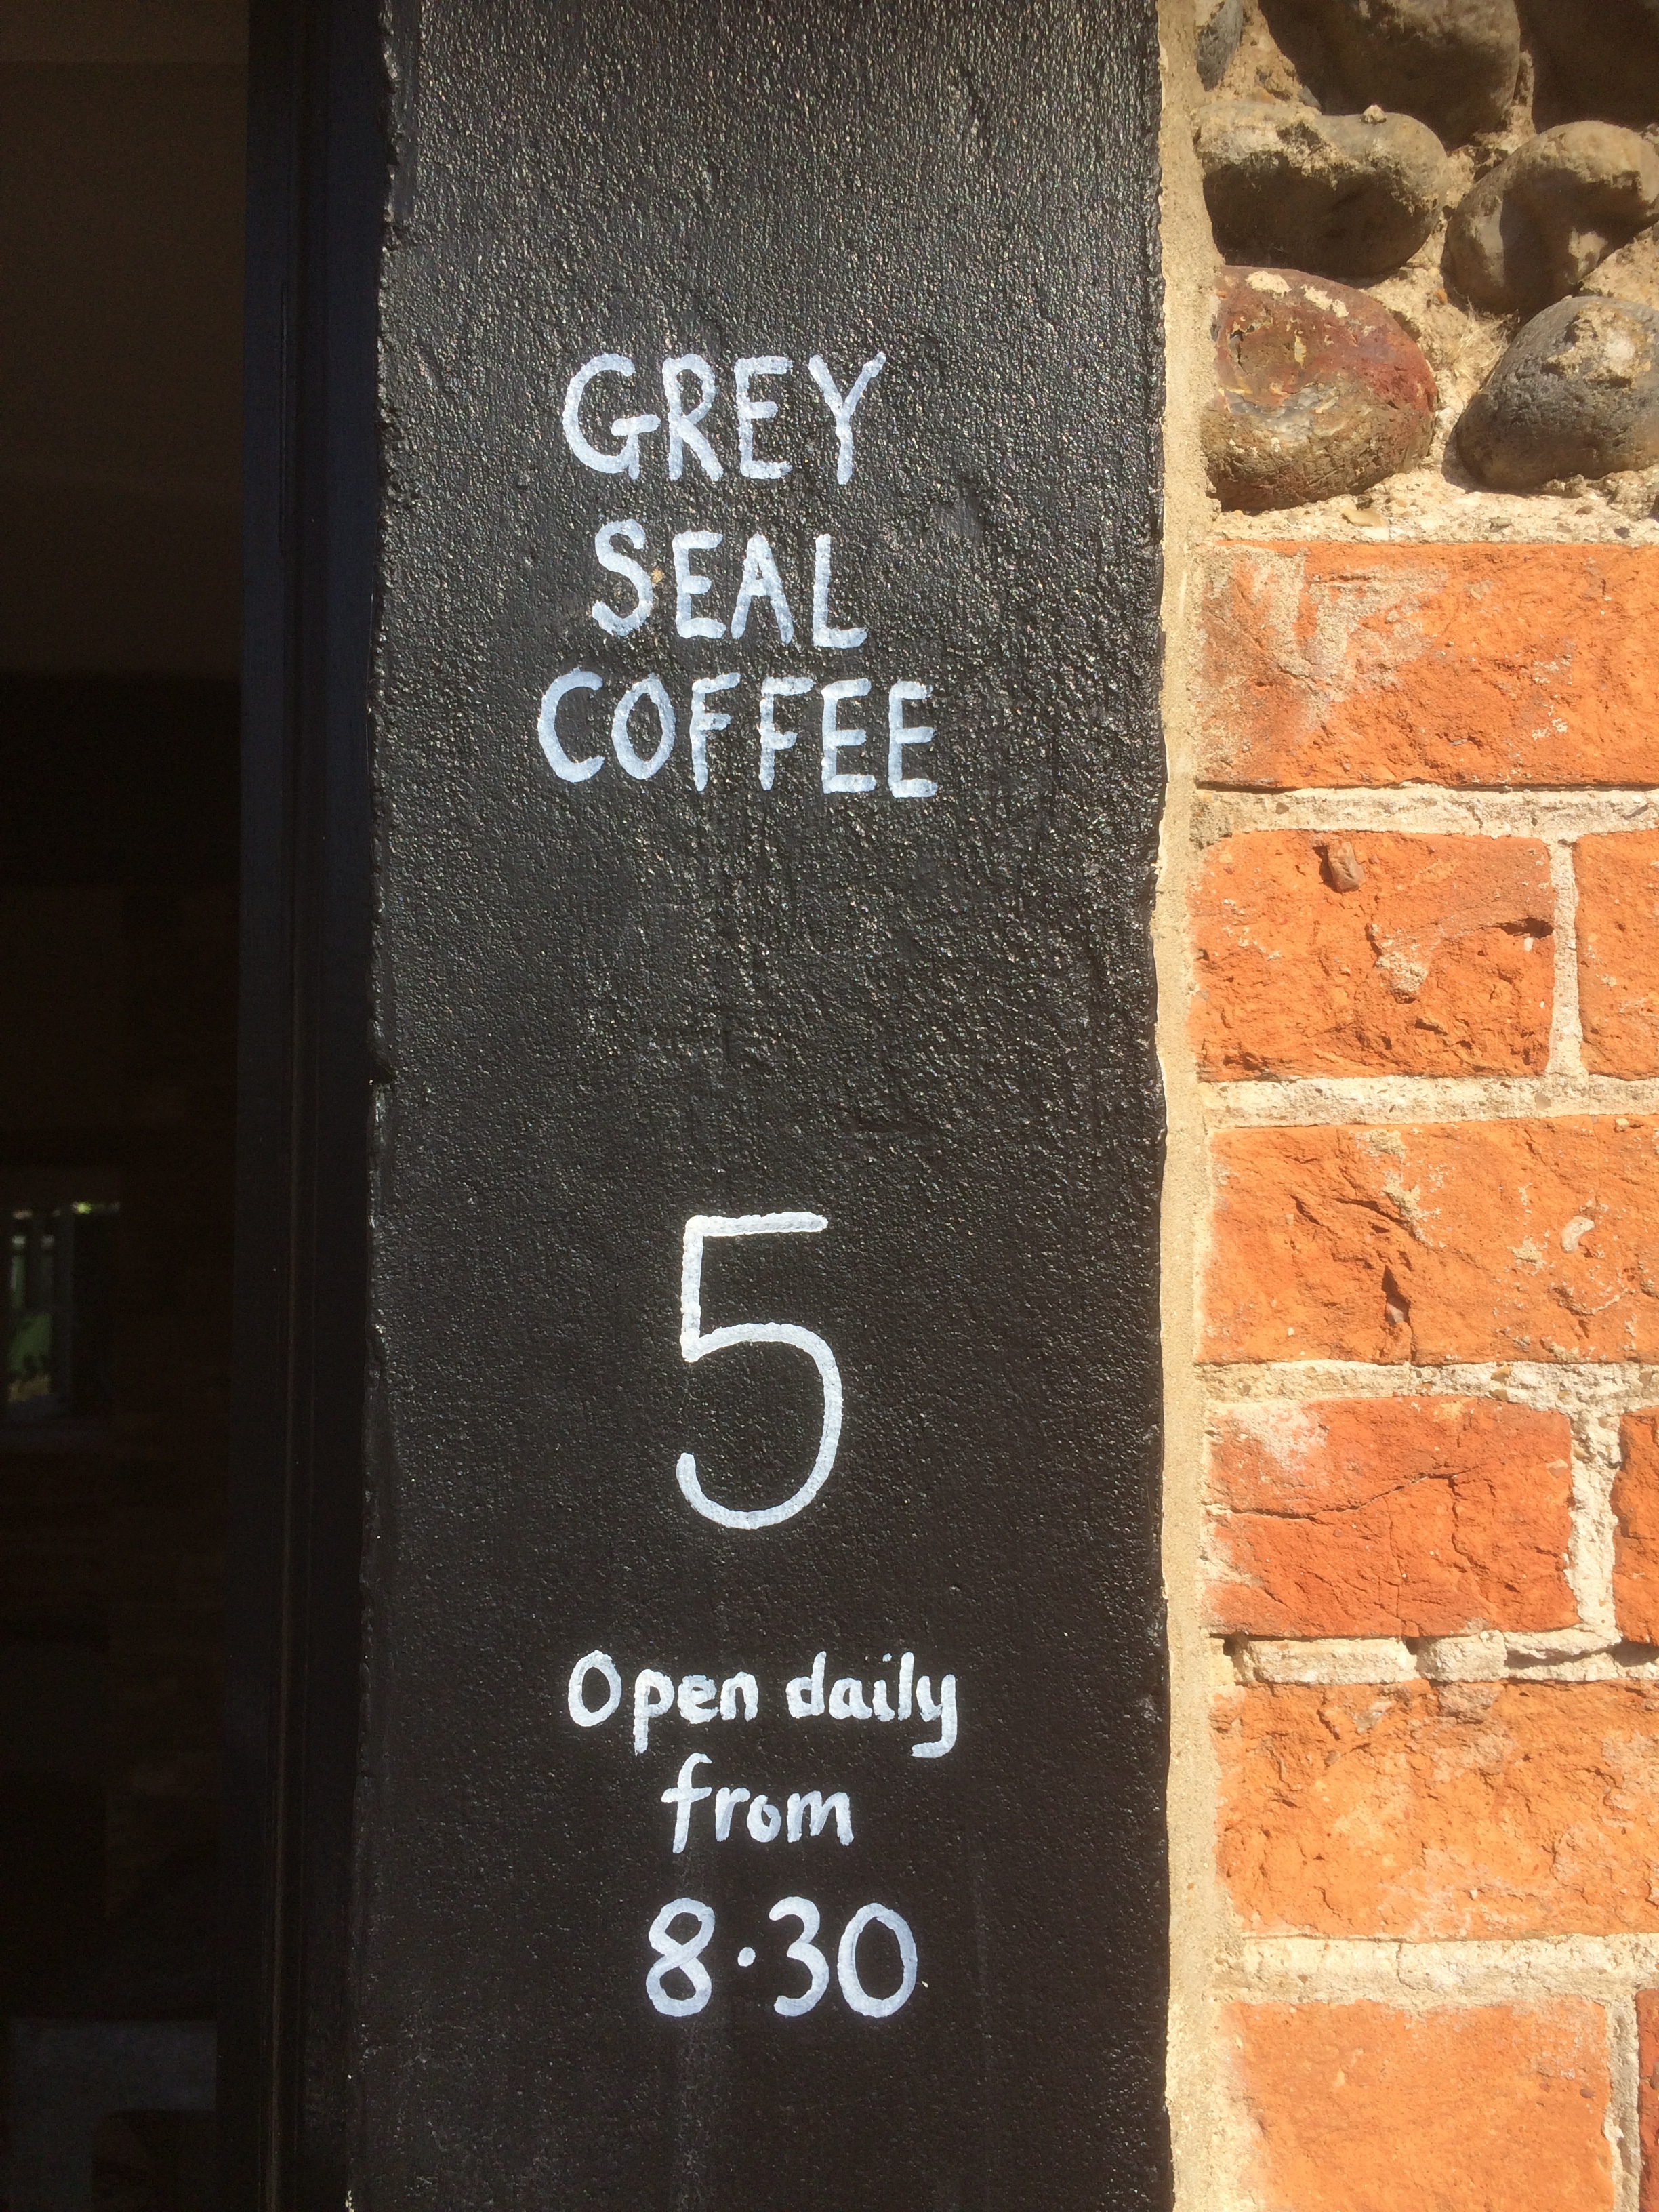 GREY
SEAL
COFFEE
5
Open daily
from
8·30